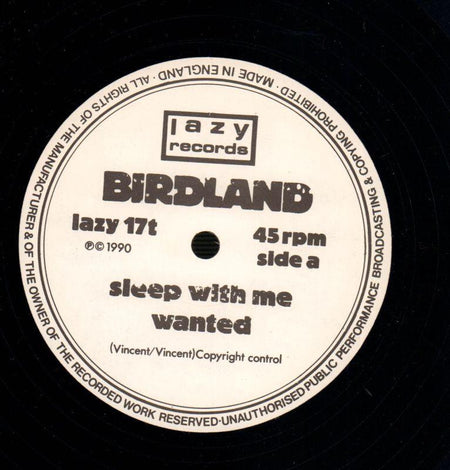 lazy
records
BIRDLAND
lazy 17t
℗© 1990
45 rpm
side a
sleep with me
wanted
(Vincent/Vincent) Copyright control
MADE IN ENGLAND · ALL RIGHTS OF THE MANUFACTURER & OF THE OWNER OF THE RECORDED WORK RESERVED·UNAUTHORISED PUBLIC PERFORMANCE BROADCASTING & COPYING PROHIBITED ·